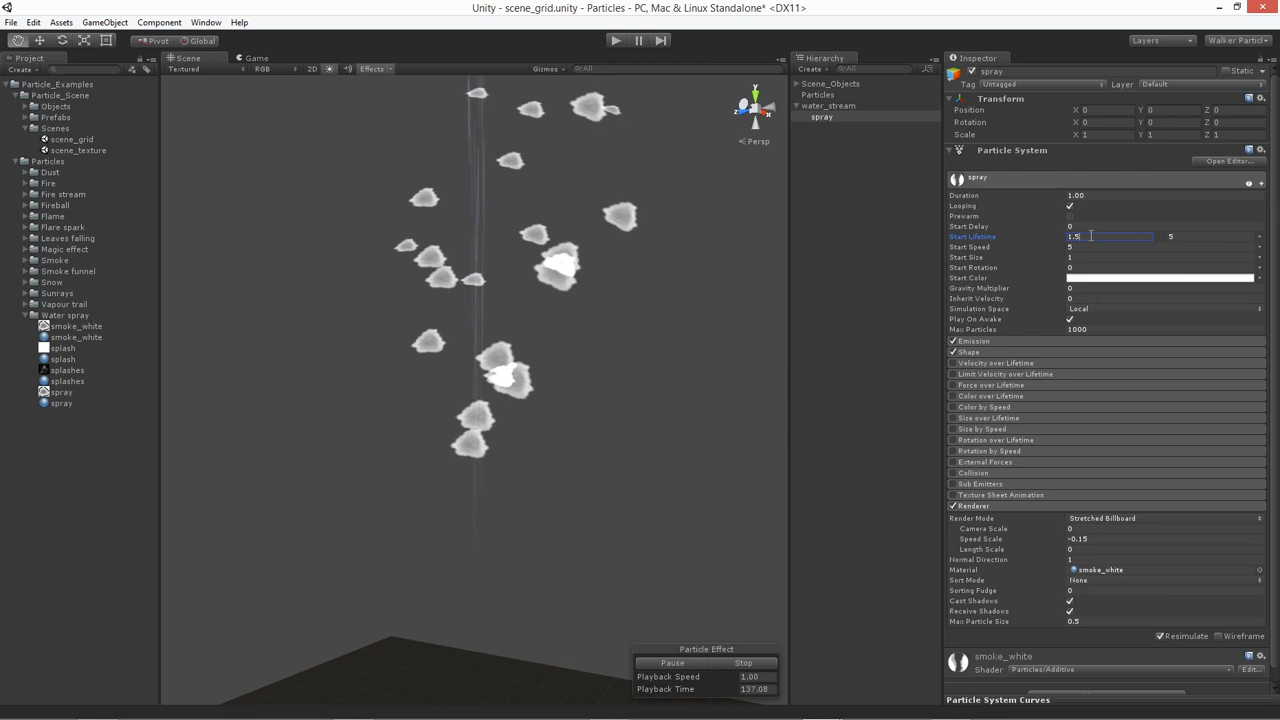 Unity - scene_grid.unity - Particles - PC, Mac & Linux Standalone* <DX11>
File Edit Assets GameObject Component Window Help
Pivot Global Layers Walker Particl
Project
Create
Particle_Examples
Particle_Scene
Objects
Prefabs
Scenes
scene_grid
scene_texture
Particles
Dust
Fire
Fire stream
Fireball
Flame
Flare spark
Leaves falling
Magic effect
Smoke
Smoke funnel
Snow
Sunrays
Vapour trail
Water spray
smoke_white
smoke_white
splash
splash
splashes
splashes
spray
spray
Scene Game
Textured RGB 2D Effects Gizmos All
y
x
Persp
Particle Effect
Pause Stop
Playback Speed 1.00
Playback Time 137.08
Hierarchy
Create All
Scene_Objects
Particles
water_stream
spray
Inspector
spray Static
Tag Untagged Layer Default
Transform
Position X 0 Y 0 Z 0
Rotation X 0 Y 0 Z 0
Scale X 1 Y 1 Z 1
Particle System
Open Editor...
spray
Duration 1.00
Looping
Prewarm
Start Delay 0
Start Lifetime 1.5 5
Start Speed 5
Start Size 1
Start Rotation 0
Start Color
Gravity Multiplier 0
Inherit Velocity 0
Simulation Space Local
Play On Awake
Max Particles 1000
Emission
Shape
Velocity over Lifetime
Limit Velocity over Lifetime
Force over Lifetime
Color over Lifetime
Color by Speed
Size over Lifetime
Size by Speed
Rotation over Lifetime
Rotation by Speed
External Forces
Collision
Sub Emitters
Texture Sheet Animation
Renderer
Render Mode Stretched Billboard
Camera Scale 0
Speed Scale -0.15
Length Scale 0
Normal Direction 1
Material smoke_white
Sort Mode None
Sorting Fudge 0
Cast Shadows
Receive Shadows
Max Particle Size 0.5
Resimulate Wireframe
smoke_white
Shader Particles/Additive Edit...
Particle System Curves